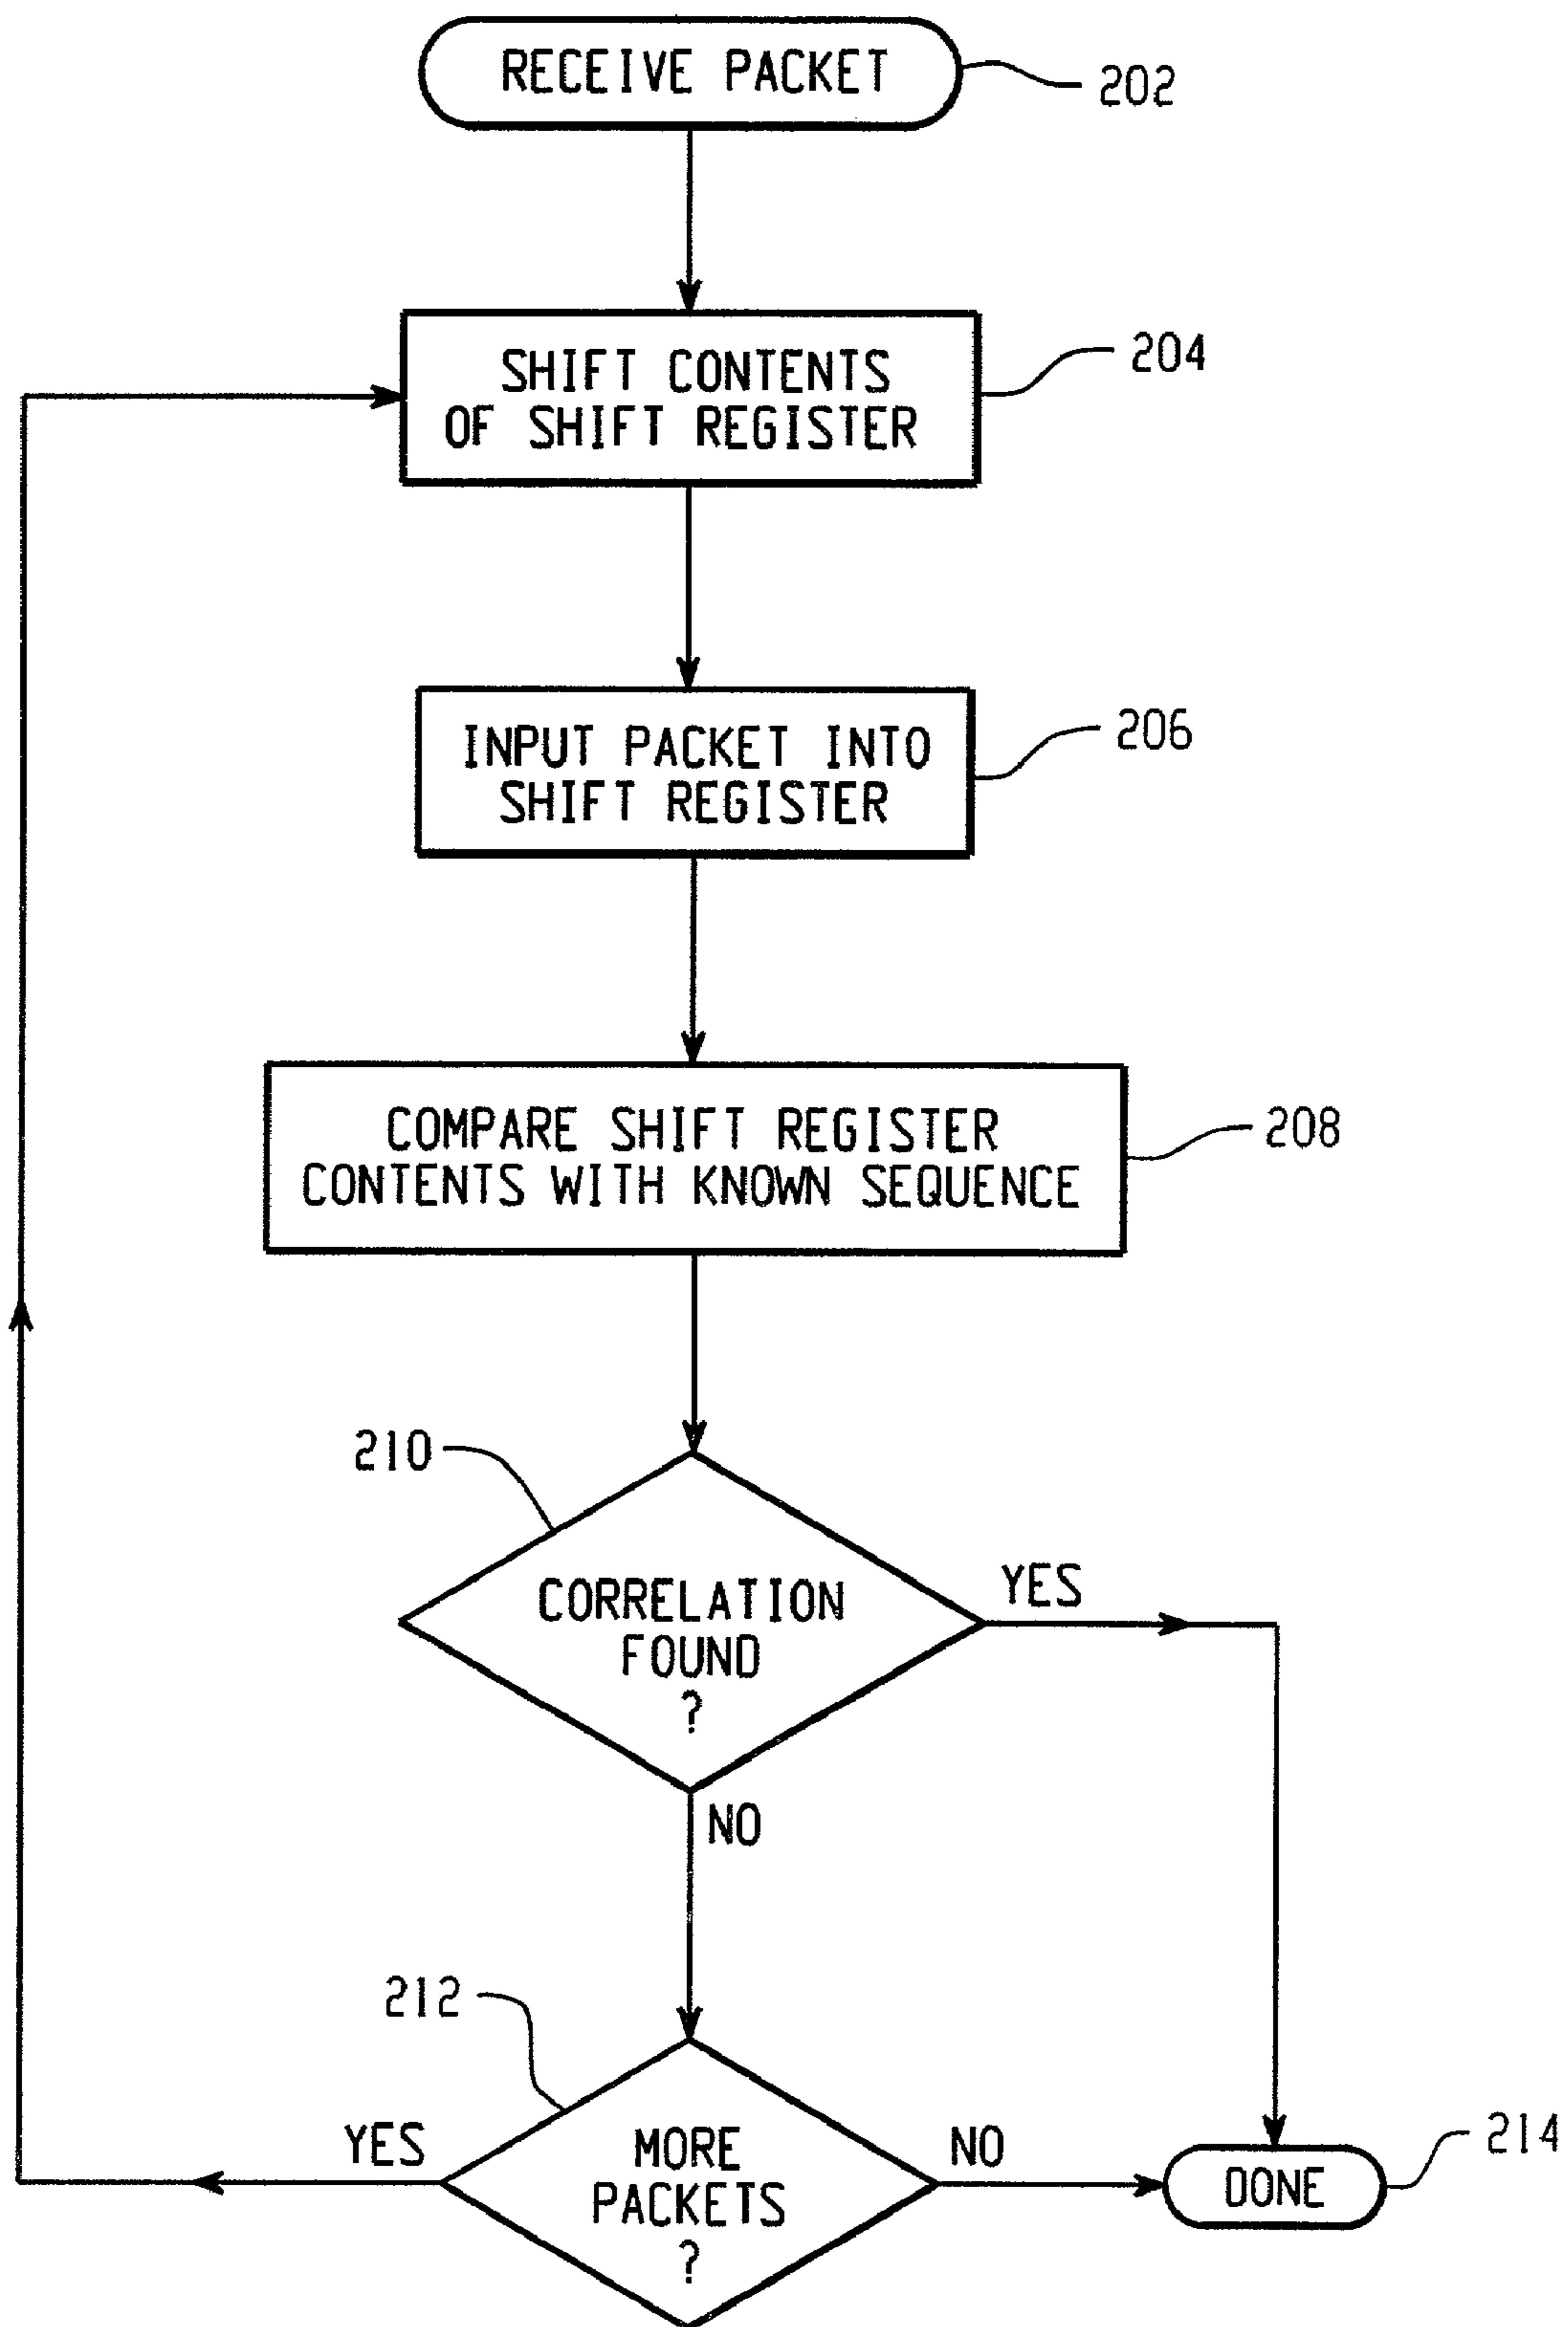 RECEIVE PACKET
202
SHIFT CONTENTS
OF SHIFT REGISTER
204
INPUT PACKET INTO
SHIFT REGISTER
206
COMPARE SHIFT REGISTER
CONTENTS WITH KNOWN SEQUENCE
208
210
CORRELATION
FOUND
?
YES
NO
212
MORE
PACKETS
?
YES
NO
DONE
214